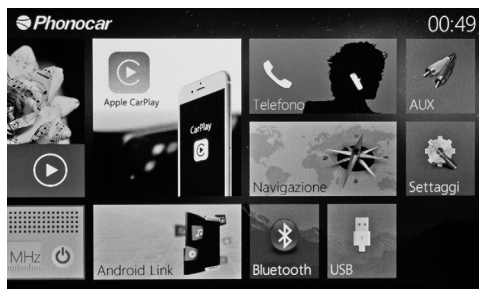 Phonocar
00:49
Apple CarPlay
CarPlay
Telefono
AUX
Navigazione
Settaggi
MHz
Android Link
Bluetooth
USB